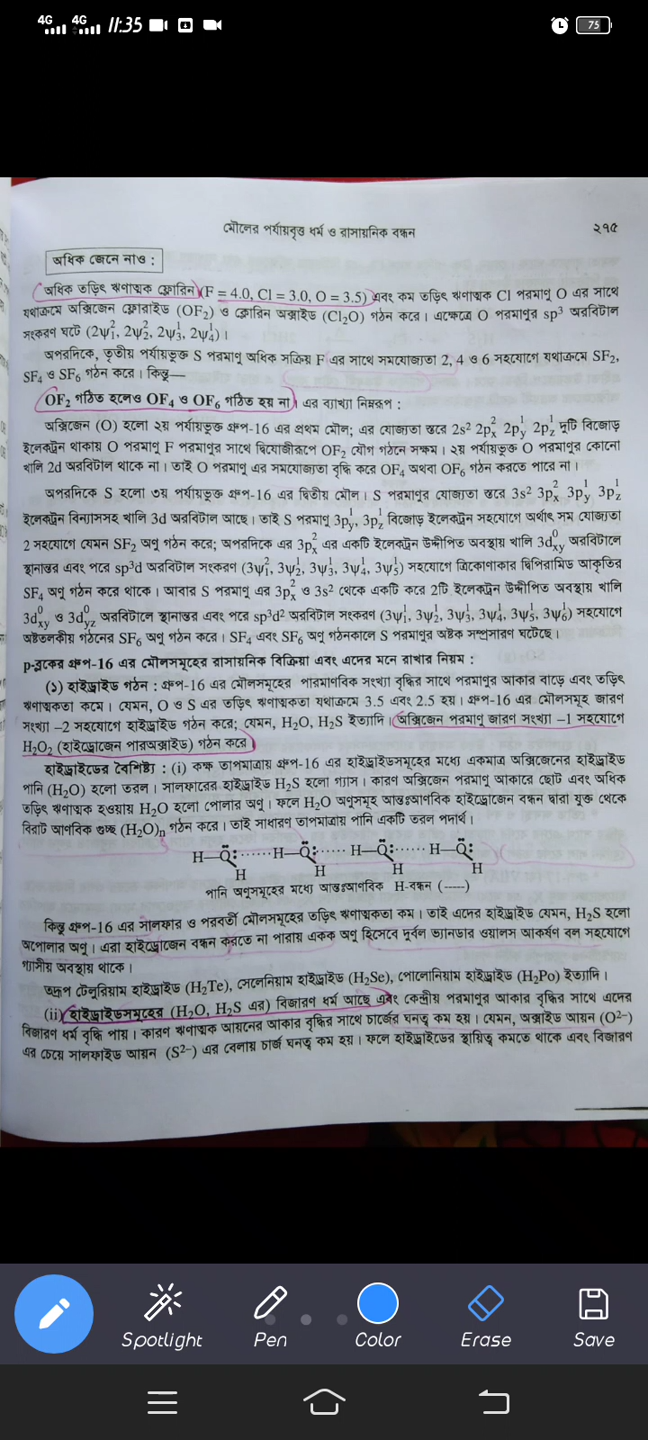 4G 4G 11:35 75
মৌলের পর্যায়বৃত্ত ধর্ম ও রাসায়নিক বন্ধন ২৭৫
অধিক জেনে নাও :
অধিক তড়িৎ ঋণাত্মক ফ্লোরিন (F = 4.0, Cl = 3.0, O = 3.5) এবং কম তড়িৎ ঋণাত্মক Cl পরমাণু O এর সাথে
যথাক্রমে অক্সিজেন ফ্লোরাইড (OF₂) ও ক্লোরিন অক্সাইড (Cl₂O) গঠন করে। এক্ষেত্রে O পরমাণুর sp³ অরবিটাল
সংকরণ ঘটে (2ψ₁², 2ψ₂², 2ψ₃¹, 2ψ₄¹)।
অপরদিকে, তৃতীয় পর্যায়ভুক্ত S পরমাণু অধিক সক্রিয় F এর সাথে সমযোজ্যতা 2, 4 ও 6 সহযোগে যথাক্রমে SF₂,
SF₄ ও SF₆ গঠন করে। কিন্তু—
OF₂ গঠিত হলেও OF₄ ও OF₆ গঠিত হয় না। এর ব্যাখ্যা নিম্নরূপ :
অক্সিজেন (O) হলো ২য় পর্যায়ভুক্ত গ্রুপ-16 এর প্রথম মৌল; এর যোজ্যতা স্তরে 2s² 2pₓ² 2p_y¹ 2p_z¹ দুটি বিজোড়
ইলেকট্রন থাকায় O পরমাণু F পরমাণুর সাথে দ্বিযোজীরূপে OF₂ যৌগ গঠনে সক্ষম। ২য় পর্যায়ভুক্ত O পরমাণুর কোনো
খালি 2d অরবিটাল থাকে না। তাই O পরমাণু এর সমযোজ্যতা বৃদ্ধি করে OF₄ অথবা OF₆ গঠন করতে পারে না।
অপরদিকে S হলো ৩য় পর্যায়ভুক্ত গ্রুপ-16 এর দ্বিতীয় মৌল। S পরমাণুর যোজ্যতা স্তরে 3s² 3pₓ² 3p_y¹ 3p_z¹
ইলেকট্রন বিন্যাসসহ খালি 3d অরবিটাল আছে। তাই S পরমাণু 3p_y¹, 3p_z¹ বিজোড় ইলেকট্রন সহযোগে অর্থাৎ সম যোজ্যতা
2 সহযোগে যেমন SF₂ অণু গঠন করে; অপরদিকে এর 3pₓ² এর একটি ইলেকট্রন উদ্দীপিত অবস্থায় খালি 3d_xy⁰ অরবিটালে
স্থানান্তর এবং পরে sp³d অরবিটাল সংকরণ (3ψ₁², 3ψ₂¹, 3ψ₃¹, 3ψ₄¹, 3ψ₅¹) সহযোগে ত্রিকোণাকার দ্বিপিরামিড আকৃতির
SF₄ অণু গঠন করে থাকে। আবার S পরমাণু এর 3pₓ² ও 3s² থেকে একটি করে 2টি ইলেকট্রন উদ্দীপিত অবস্থায় খালি
3d_xy⁰ ও 3d_yz⁰ অরবিটালে স্থানান্তর এবং পরে sp³d² অরবিটাল সংকরণ (3ψ₁¹, 3ψ₂¹, 3ψ₃¹, 3ψ₄¹, 3ψ₅¹, 3ψ₆¹) সহযোগে
অষ্টতলকীয় গঠনের SF₆ অণু গঠন করে। SF₄ এবং SF₆ অণু গঠনকালে S পরমাণুর অষ্টক সম্প্রসারণ ঘটেছে।
p-ব্লকের গ্রুপ-16 এর মৌলসমূহের রাসায়নিক বিক্রিয়া এবং এদের মনে রাখার নিয়ম :
(১) হাইড্রাইড গঠন : গ্রুপ-16 এর মৌলসমূহের পারমাণবিক সংখ্যা বৃদ্ধির সাথে পরমাণুর আকার বাড়ে এবং তড়িৎ
ঋণাত্মকতা কমে। যেমন, O ও S এর তড়িৎ ঋণাত্মকতা যথাক্রমে 3.5 এবং 2.5 হয়। গ্রুপ-16 এর মৌলসমূহ জারণ
সংখ্যা –2 সহযোগে হাইড্রাইড গঠন করে; যেমন, H₂O, H₂S ইত্যাদি। অক্সিজেন পরমাণু জারণ সংখ্যা –1 সহযোগে
H₂O₂ (হাইড্রোজেন পারঅক্সাইড) গঠন করে।
হাইড্রাইডের বৈশিষ্ট্য : (i) কক্ষ তাপমাত্রায় গ্রুপ-16 এর হাইড্রাইডসমূহের মধ্যে একমাত্র অক্সিজেনের হাইড্রাইড
পানি (H₂O) হলো তরল। সালফারের হাইড্রাইড H₂S হলো গ্যাস। কারণ অক্সিজেন পরমাণু আকারে ছোট এবং অধিক
তড়িৎ ঋণাত্মক হওয়ায় H₂O হলো পোলার অণু। ফলে H₂O অণুসমূহ আন্তঃআণবিক হাইড্রোজেন বন্ধন দ্বারা যুক্ত থেকে
বিরাট আণবিক গুচ্ছ (H₂O)ₙ গঠন করে। তাই সাধারণ তাপমাত্রায় পানি একটি তরল পদার্থ।
H—Ö:······H—Ö:····· H—Ö:······ H—Ö:
H H H H
পানি অণুসমূহের মধ্যে আন্তঃআণবিক H-বন্ধন (-----)
কিন্তু গ্রুপ-16 এর সালফার ও পরবর্তী মৌলসমূহের তড়িৎ ঋণাত্মকতা কম। তাই এদের হাইড্রাইড যেমন, H₂S হলো
অপোলার অণু। এরা হাইড্রোজেন বন্ধন করতে না পারায় একক অণু হিসেবে দুর্বল ভ্যানডার ওয়ালস আকর্ষণ বল সহযোগে
গ্যাসীয় অবস্থায় থাকে।
তদ্রূপ টেলুরিয়াম হাইড্রাইড (H₂Te), সেলেনিয়াম হাইড্রাইড (H₂Se), পোলোনিয়াম হাইড্রাইড (H₂Po) ইত্যাদি।
(ii) হাইড্রাইডসমূহের (H₂O, H₂S এর) বিজারণ ধর্ম আছে এবং কেন্দ্রীয় পরমাণুর আকার বৃদ্ধির সাথে এদের
বিজারণ ধর্ম বৃদ্ধি পায়। কারণ ঋণাত্মক আয়নের আকার বৃদ্ধির সাথে চার্জের ঘনত্ব কম হয়। যেমন, অক্সাইড আয়ন (O²⁻)
এর চেয়ে সালফাইড আয়ন (S²⁻) এর বেলায় চার্জ ঘনত্ব কম হয়। ফলে হাইড্রাইডের স্থায়িত্ব কমতে থাকে এবং বিজারণ
Spotlight Pen Color Erase Save